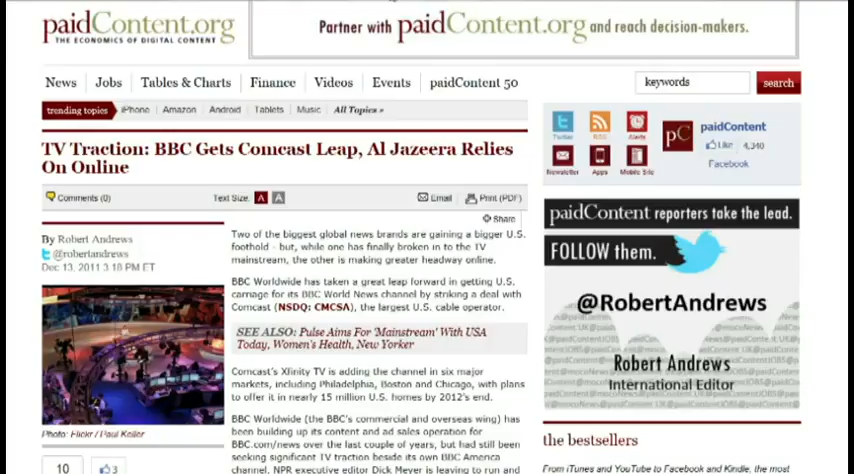 paidContent.org
THE ECONOMICS OF DIGITAL CONTENT
Partner with paidContent.org and reach decision-makers.
News Jobs Tables & Charts Finance Videos Events paidContent 50
keywords search
trending topics iPhone Amazon Android Tablets Music All Topics »
TV Traction: BBC Gets Comcast Leap, Al Jazeera Relies
On Online
Comments (0) Text Size: A A Email Print (PDF)
Share
By Robert Andrews
@robertandrews
Dec 13, 2011 3:18 PM ET
Photo: Flickr / Paul Keller
10
3
Two of the biggest global news brands are gaining a bigger U.S.
foothold - but, while one has finally broken in to the TV
mainstream, the other is making greater headway online.
BBC Worldwide has taken a great leap forward in getting U.S.
carriage for its BBC World News channel by striking a deal with
Comcast (NSDQ: CMCSA), the largest U.S. cable operator.
SEE ALSO: Pulse Aims For 'Mainstream' With USA
Today, Women's Health, New Yorker
Comcast's Xfinity TV is adding the channel in six major
markets, including Philadelphia, Boston and Chicago, with plans
to offer it in nearly 15 million U.S. homes by 2012's end.
BBC Worldwide (the BBC's commercial and overseas wing) has
been building up its content and ad sales operation for
BBC.com/news over the last couple of years, but had still been
seeking significant TV traction beside its own BBC America
channel. NPR executive editor Dick Meyer is leaving to run and
Twitter RSS Alerts
Newsletter Apps Mobile Site
pC
paidContent
Like 4,340
Facebook
paidContent reporters take the lead.
FOLLOW them.
@RobertAndrews
Robert Andrews
International Editor
the bestsellers
From iTunes and YouTube to Facebook and Kindle, the most